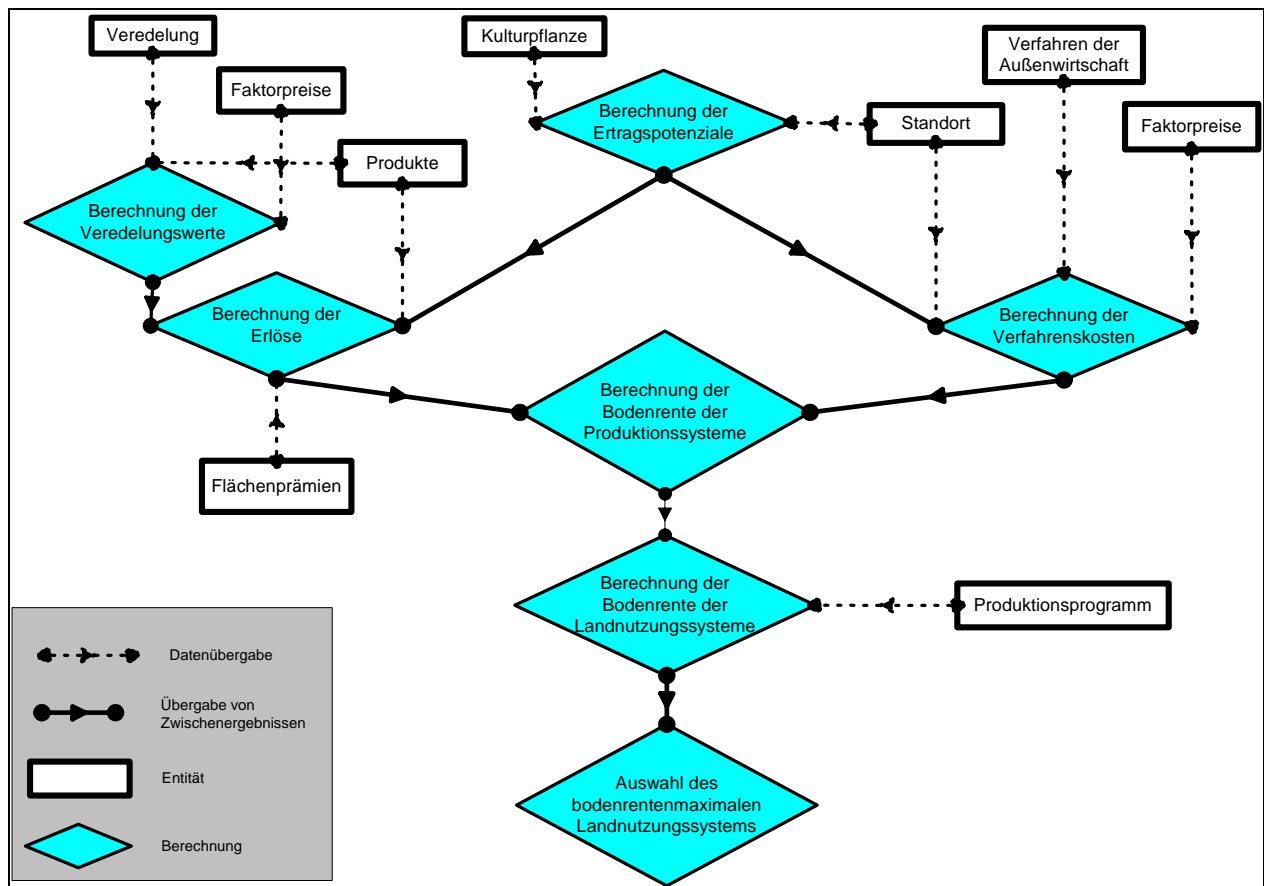 Veredelung
Kulturpflanze
Verfahren der
Außenwirtschaft
Faktorpreise
Berechnung der
Ertragspotenziale
Standort
Faktorpreise
Produkte
Berechnung der
Veredelungswerte
Berechnung der
Erlöse
Berechnung der
Verfahrenskosten
Berechnung der
Bodenrente der
Produktionssysteme
Flächenprämien
Berechnung der
Bodenrente der
Landnutzungssysteme
Produktionsprogramm
Auswahl des
bodenrentenmaximalen
Landnutzungssystems
Datenübergabe
Übergabe von
Zwischenergebnissen
Entität
Berechnung